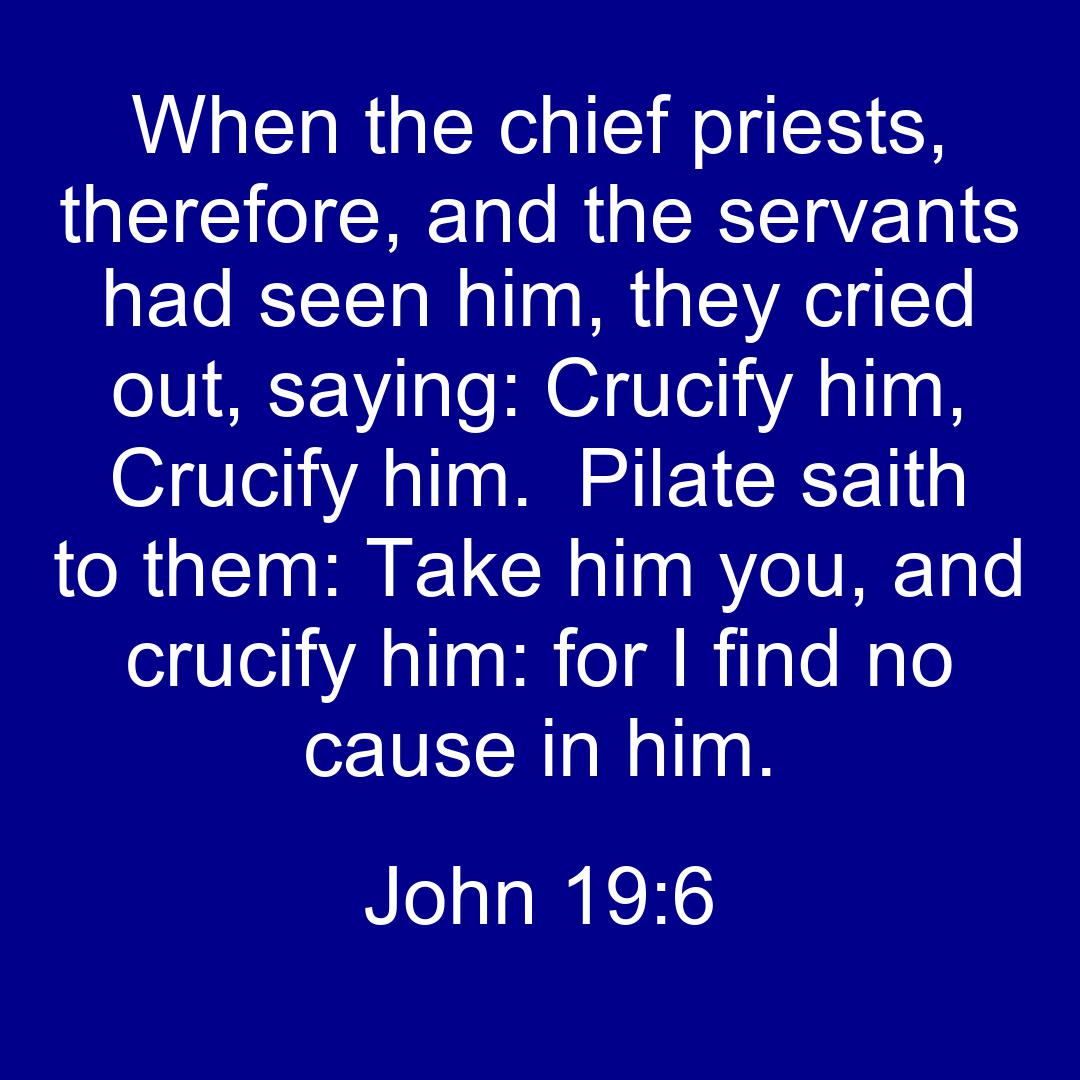 When the chief priests,
therefore, and the servants
had seen him, they cried
out, saying: Crucify him,
Crucify him.  Pilate saith
to them: Take him you, and
crucify him: for I find no
cause in him.
John 19:6